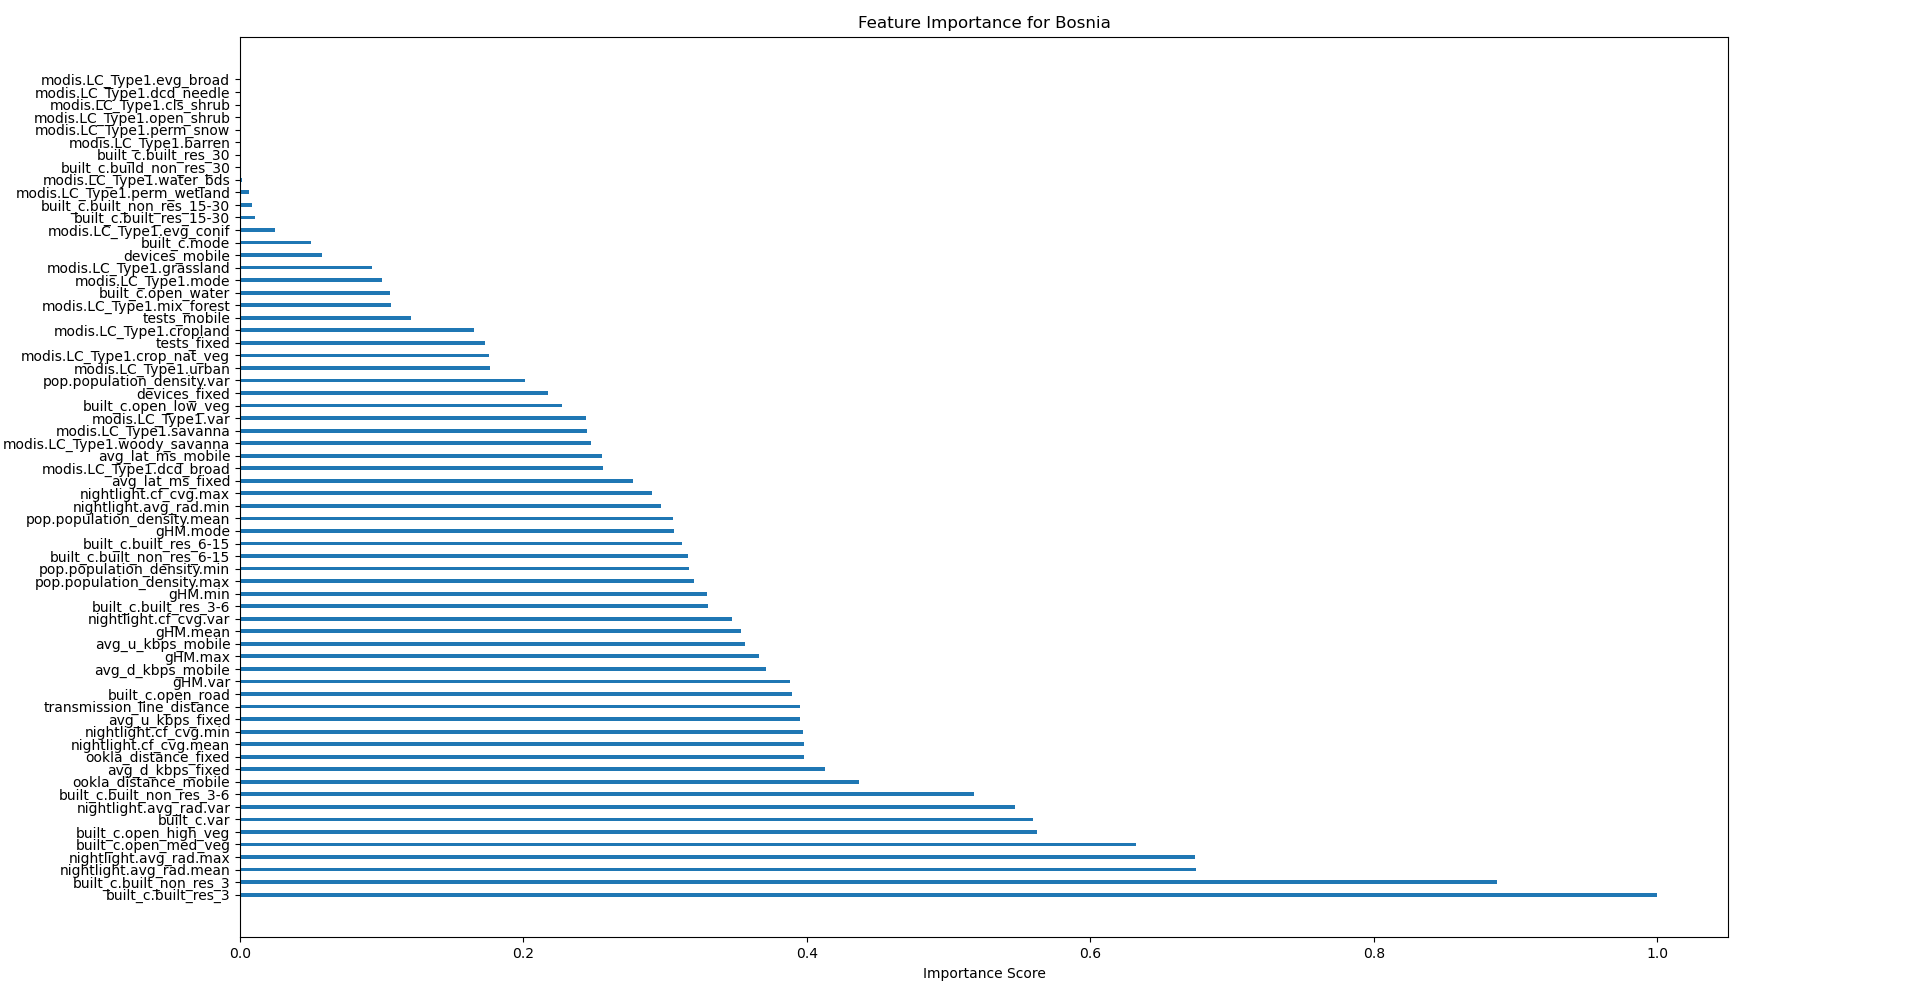 Feature Importance for Bosnia
modis.LC_Type1.evg_broad
modis.LC_Type1.dcd_needle
modis.LC_Type1.cls_shrub
modis.LC_Type1.open_shrub
modis.LC_Type1.perm_snow
modis.LC_Type1.barren
built_c.built_res_30
built_c.build_non_res_30
modis.LC_Type1.water_bds
modis.LC_Type1.perm_wetland
built_c.built_non_res_15-30
built_c.built_res_15-30
modis.LC_Type1.evg_conif
built_c.mode
devices_mobile
modis.LC_Type1.grassland
modis.LC_Type1.mode
built_c.open_water
modis.LC_Type1.mix_forest
tests_mobile
modis.LC_Type1.cropland
tests_fixed
modis.LC_Type1.crop_nat_veg
modis.LC_Type1.urban
pop.population_density.var
devices_fixed
built_c.open_low_veg
modis.LC_Type1.var
modis.LC_Type1.savanna
modis.LC_Type1.woody_savanna
avg_lat_ms_mobile
modis.LC_Type1.dcd_broad
avg_lat_ms_fixed
nightlight.cf_cvg.max
nightlight.avg_rad.min
pop.population_density.mean
gHM.mode
built_c.built_res_6-15
built_c.built_non_res_6-15
pop.population_density.min
pop.population_density.max
gHM.min
built_c.built_res_3-6
nightlight.cf_cvg.var
gHM.mean
avg_u_kbps_mobile
gHM.max
avg_d_kbps_mobile
gHM.var
built_c.open_road
transmission_line_distance
avg_u_kbps_fixed
nightlight.cf_cvg.min
nightlight.cf_cvg.mean
ookla_distance_fixed
avg_d_kbps_fixed
ookla_distance_mobile
built_c.built_non_res_3-6
nightlight.avg_rad.var
built_c.var
built_c.open_high_veg
built_c.open_med_veg
nightlight.avg_rad.max
nightlight.avg_rad.mean
built_c.built_non_res_3
built_c.built_res_3
0.0 0.2 0.4 0.6 0.8 1.0
Importance Score